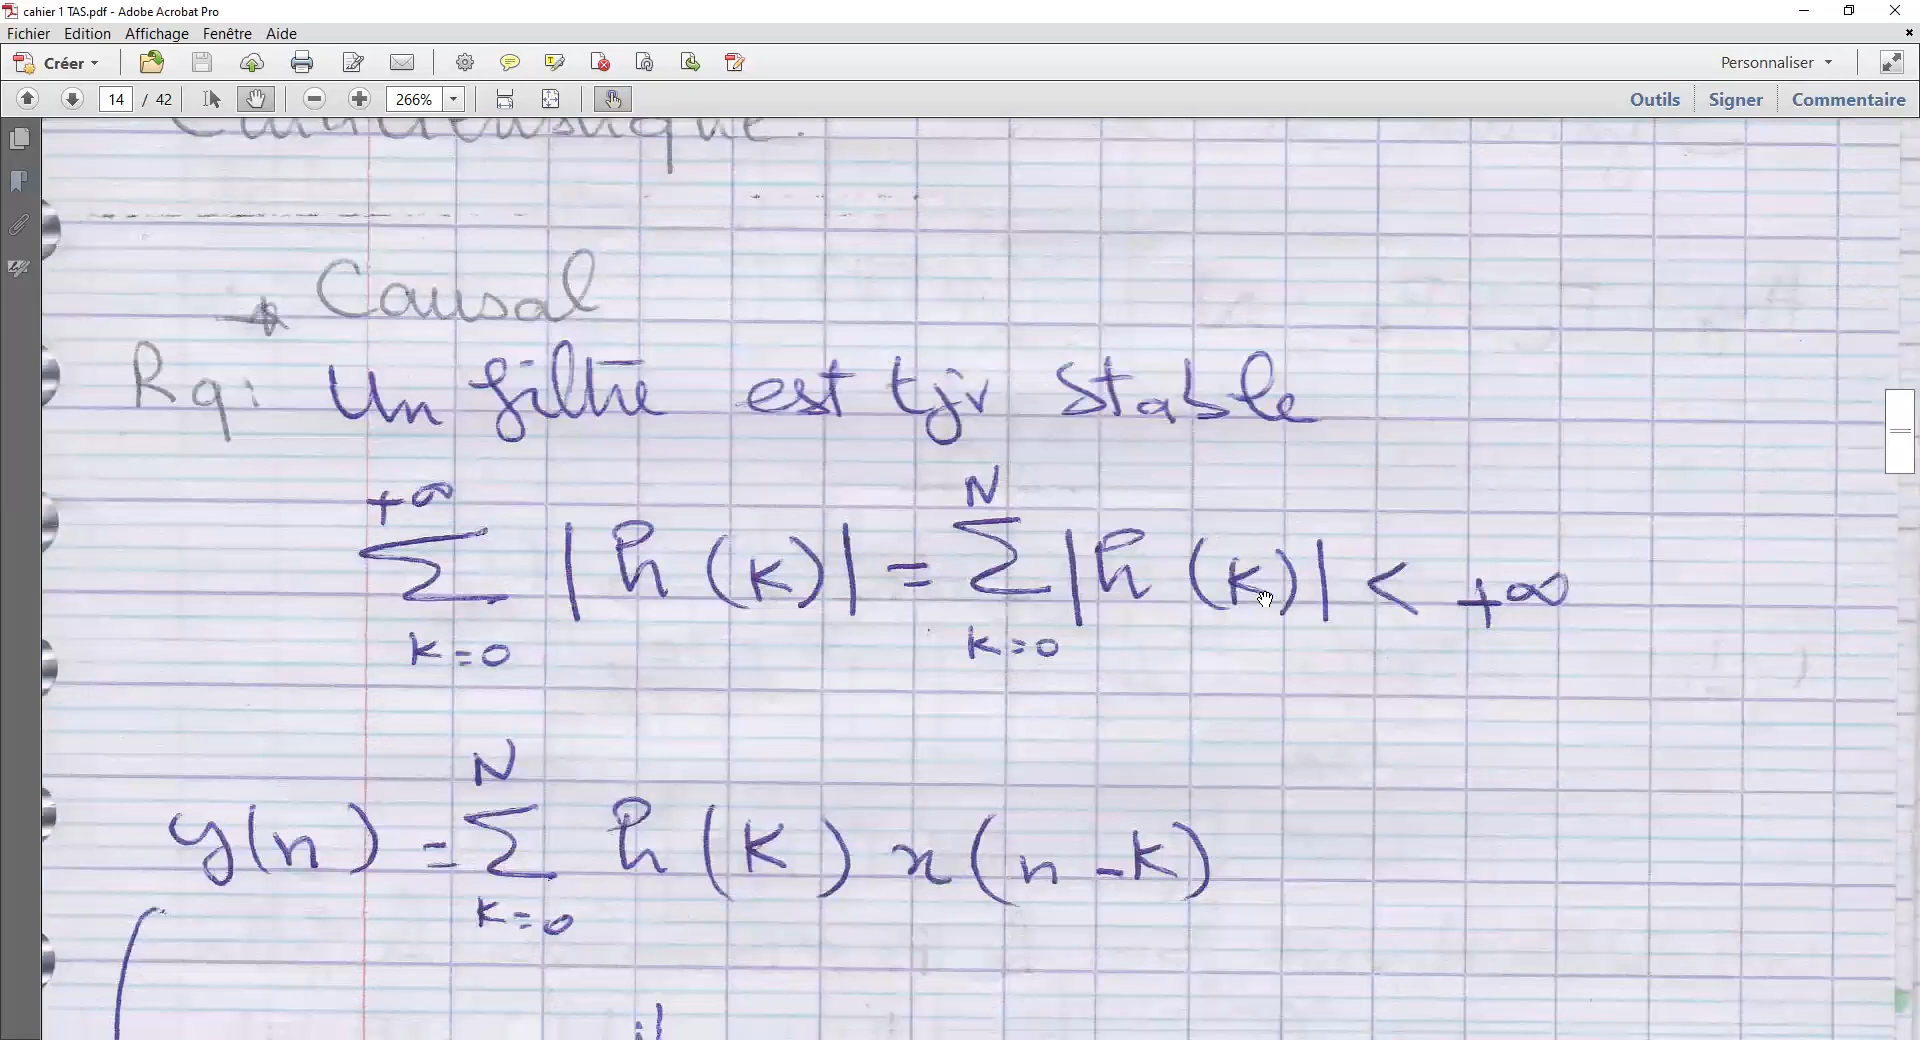 cahier 1 TAS.pdf - Adobe Acrobat Pro
Fichier Edition Affichage Fenêtre Aide
Créer
Personnaliser
14 / 42
266%
Outils Signer Commentaire
Causal
Rq: Un filtre est tjr stable
+∞ N
∑ |h(k)| = ∑ |h(k)| < +∞
k=0 k=0
N
y(n) = ∑ h(k) x(n-k)
k=0